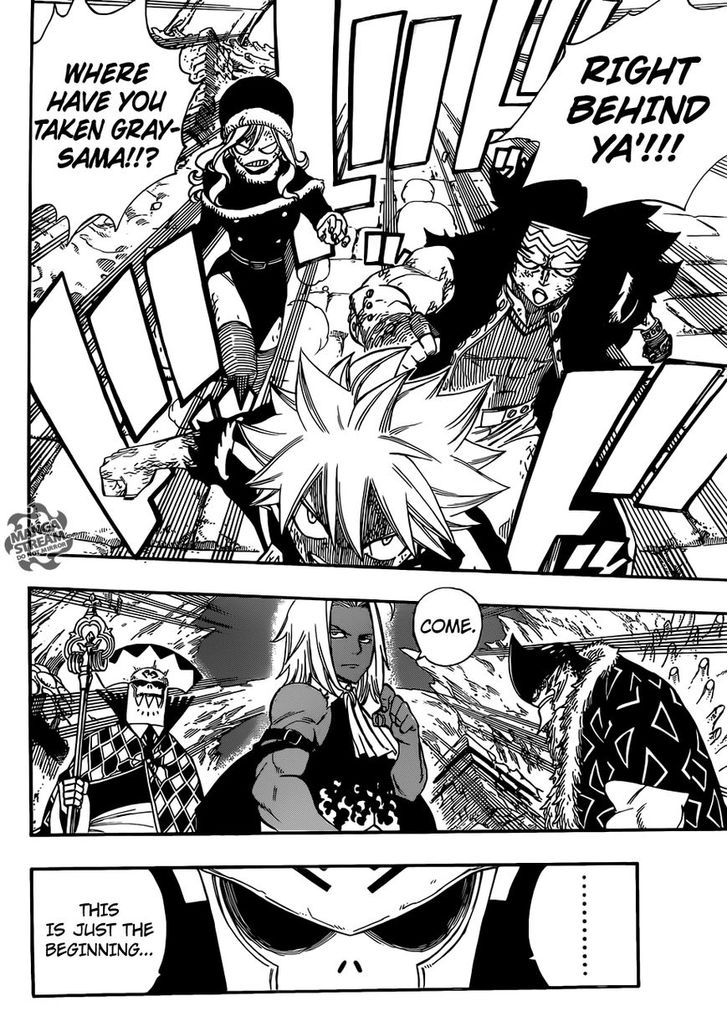 RIGHT
BEHIND
YA'!!!
WHERE
HAVE YOU
TAKEN GRAY-
SAMA!!?
MANGA
STREAM
COME.
........
THIS
IS JUST THE
BEGINNING...